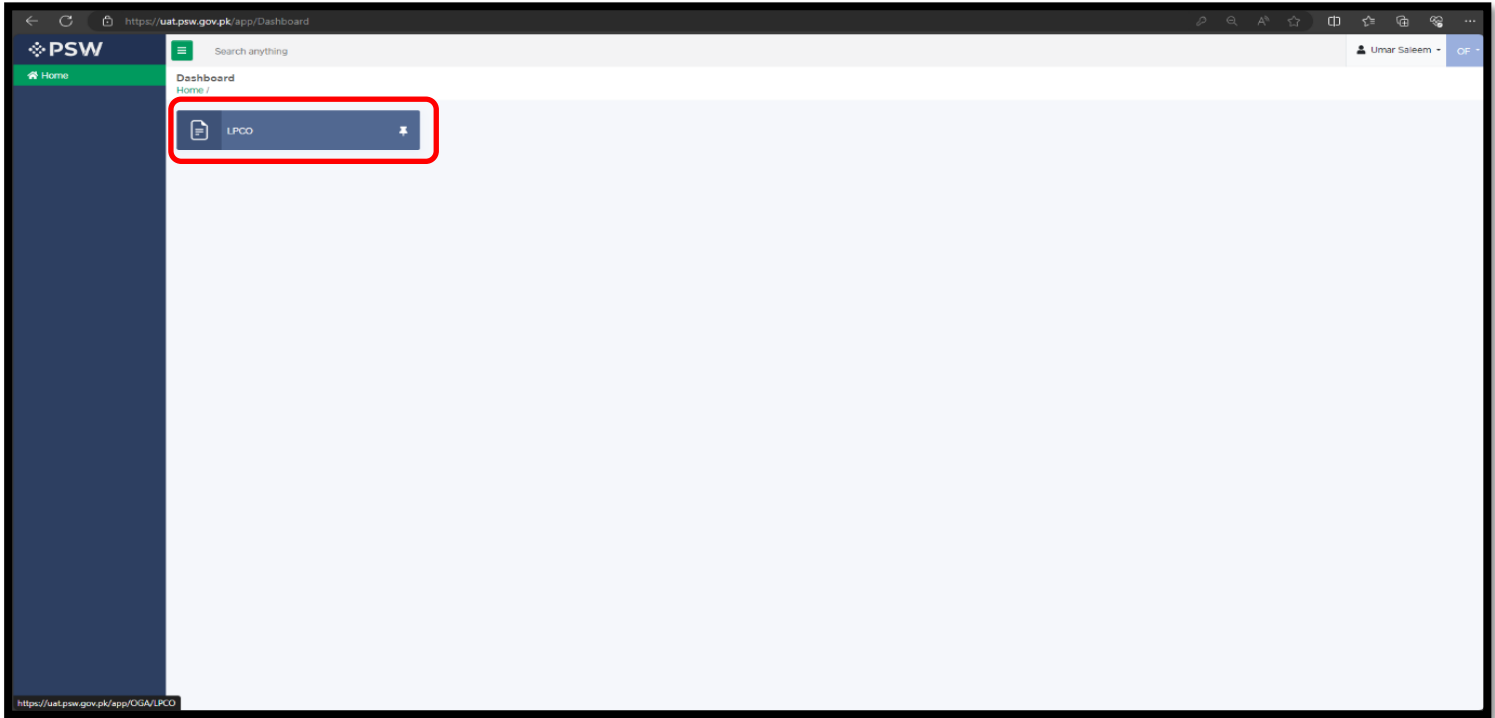 https://uat.psw.gov.pk/app/Dashboard
PSW
Search anything
Umar Saleem
OF
Home
Dashboard
Home /
LPCO
https://uat.psw.gov.pk/app/OGA/LPCO